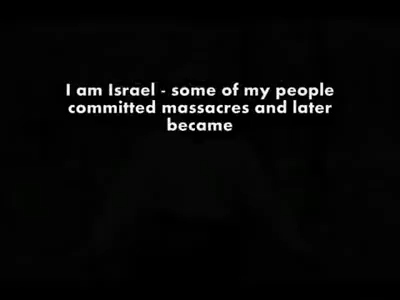 I am Israel - some of my people
committed massacres and later
became